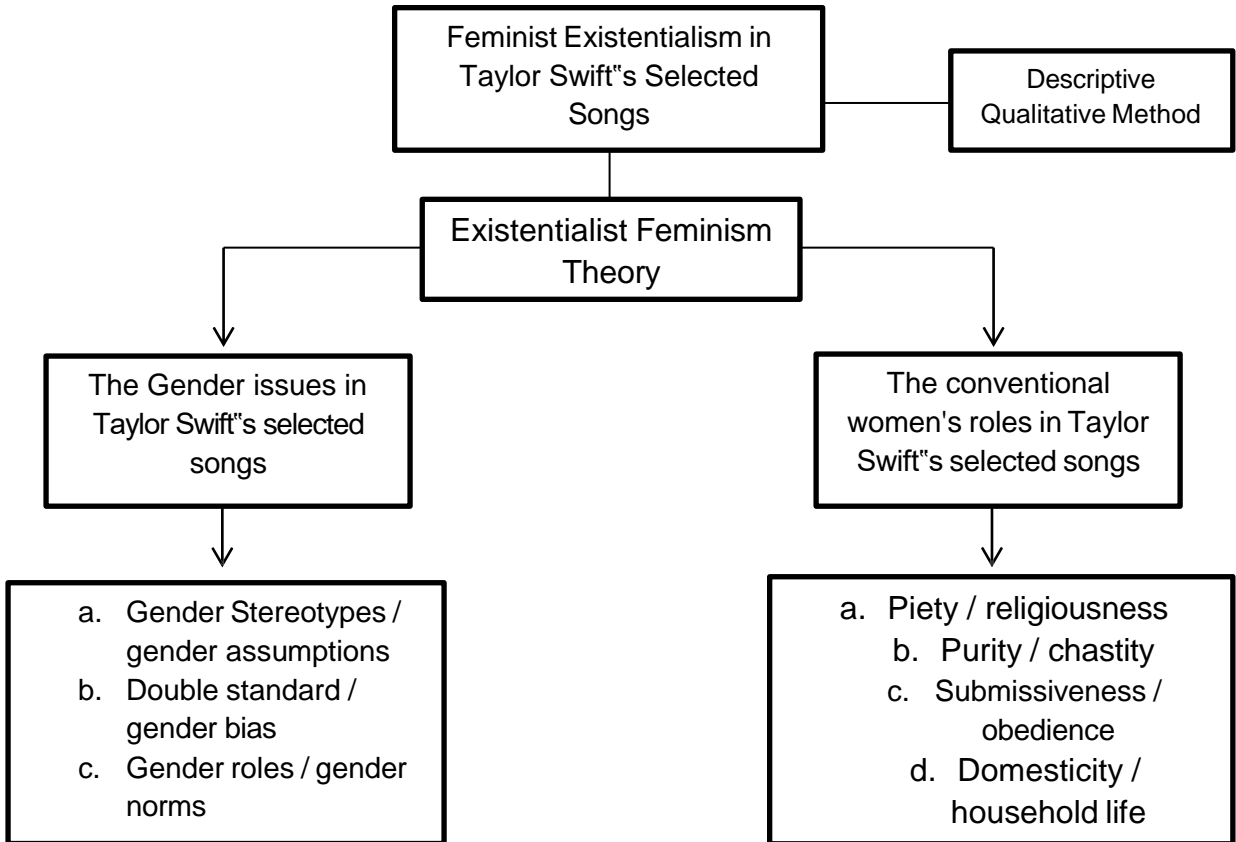 Feminist Existentialism in
Taylor Swift‟s Selected
Songs
Descriptive
Qualitative Method
Existentialist Feminism
Theory
The Gender issues in
Taylor Swift‟s selected
songs
The conventional
women's roles in Taylor
Swift‟s selected songs
a. Gender Stereotypes /
gender assumptions
b. Double standard /
gender bias
c. Gender roles / gender
norms
a. Piety / religiousness
b. Purity / chastity
c. Submissiveness /
obedience
d. Domesticity /
household life